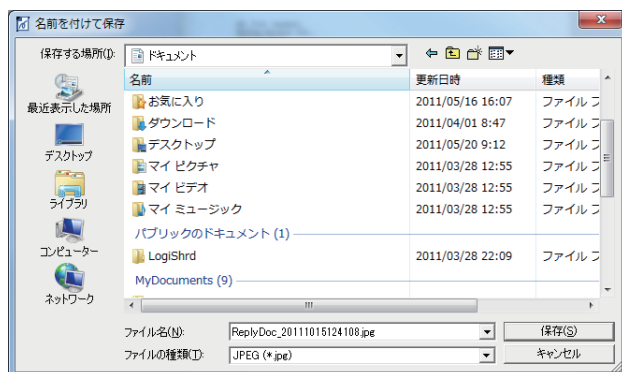 名前を付けて保存
保存する場所(I): ドキュメント
名前 更新日時 種類
お気に入り 2011/05/16 16:07 ファイル フ
ダウンロード 2011/04/01 8:47 ファイル フ
デスクトップ 2011/05/20 9:12 ファイル フ
マイ ピクチャ 2011/03/28 12:55 ファイル フ
マイ ビデオ 2011/03/28 12:55 ファイル フ
マイ ミュージック 2011/03/28 12:55 ファイル フ
パブリックのドキュメント (1)
LogiShrd 2011/03/28 22:09 ファイル フ
MyDocuments (9)
最近表示した場所
デスクトップ
ライブラリ
コンピューター
ネットワーク
ファイル名(N): ReplyDoc_20111015124108.jpg 保存(S)
ファイルの種類(T): JPEG (*.jpg) キャンセル